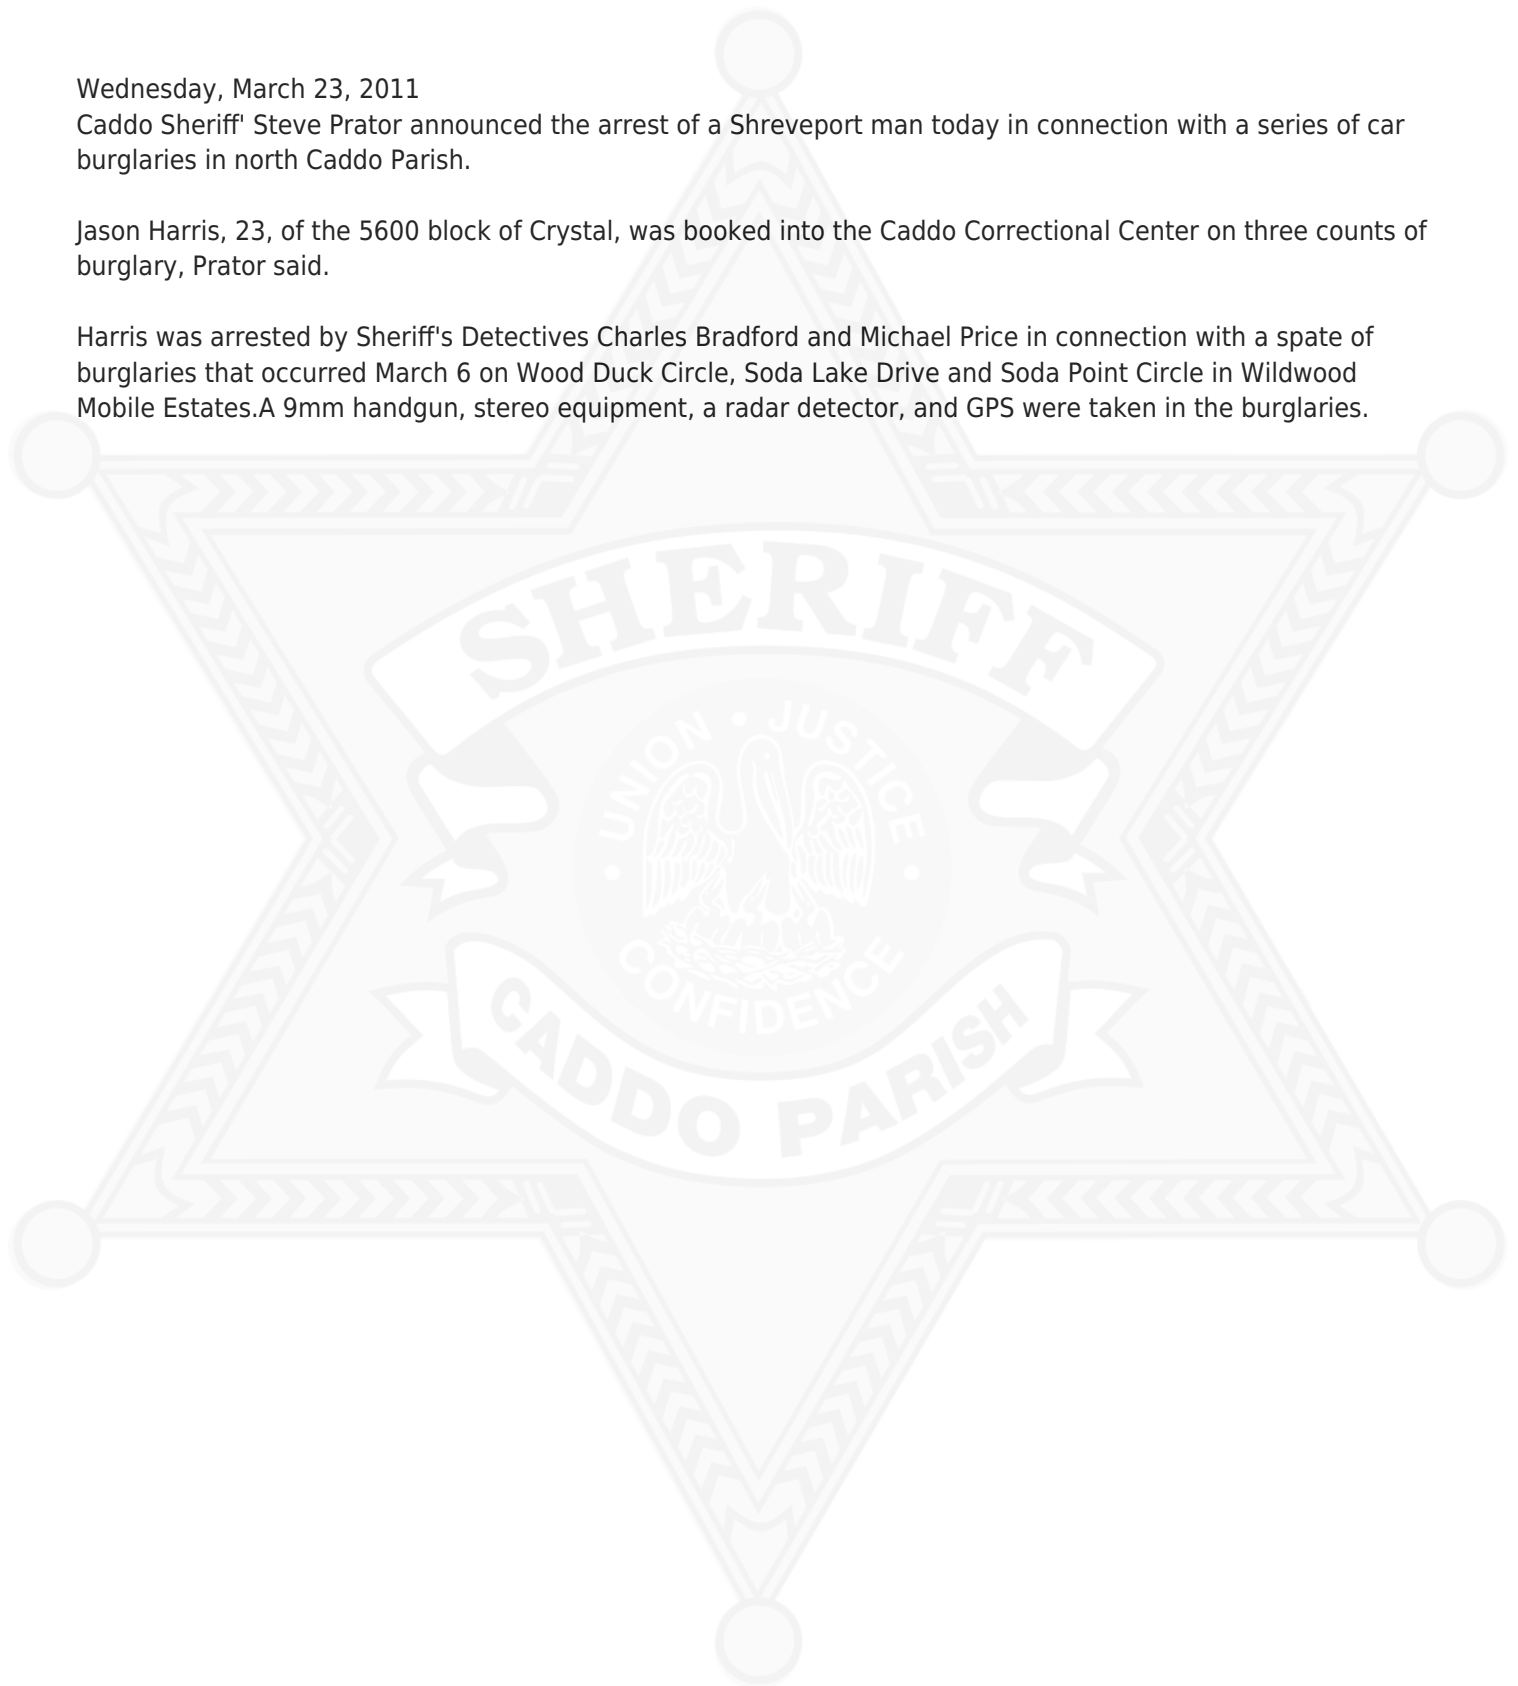 Wednesday, March 23, 2011
Caddo Sheriff' Steve Prator announced the arrest of a Shreveport man today in connection with a series of car
burglaries in north Caddo Parish.
Jason Harris, 23, of the 5600 block of Crystal, was booked into the Caddo Correctional Center on three counts of
burglary, Prator said.
Harris was arrested by Sheriff's Detectives Charles Bradford and Michael Price in connection with a spate of
burglaries that occurred March 6 on Wood Duck Circle, Soda Lake Drive and Soda Point Circle in Wildwood
Mobile Estates.A 9mm handgun, stereo equipment, a radar detector, and GPS were taken in the burglaries.
SHERIFF
UNION • JUSTICE
• CONFIDENCE •
CADDO PARISH